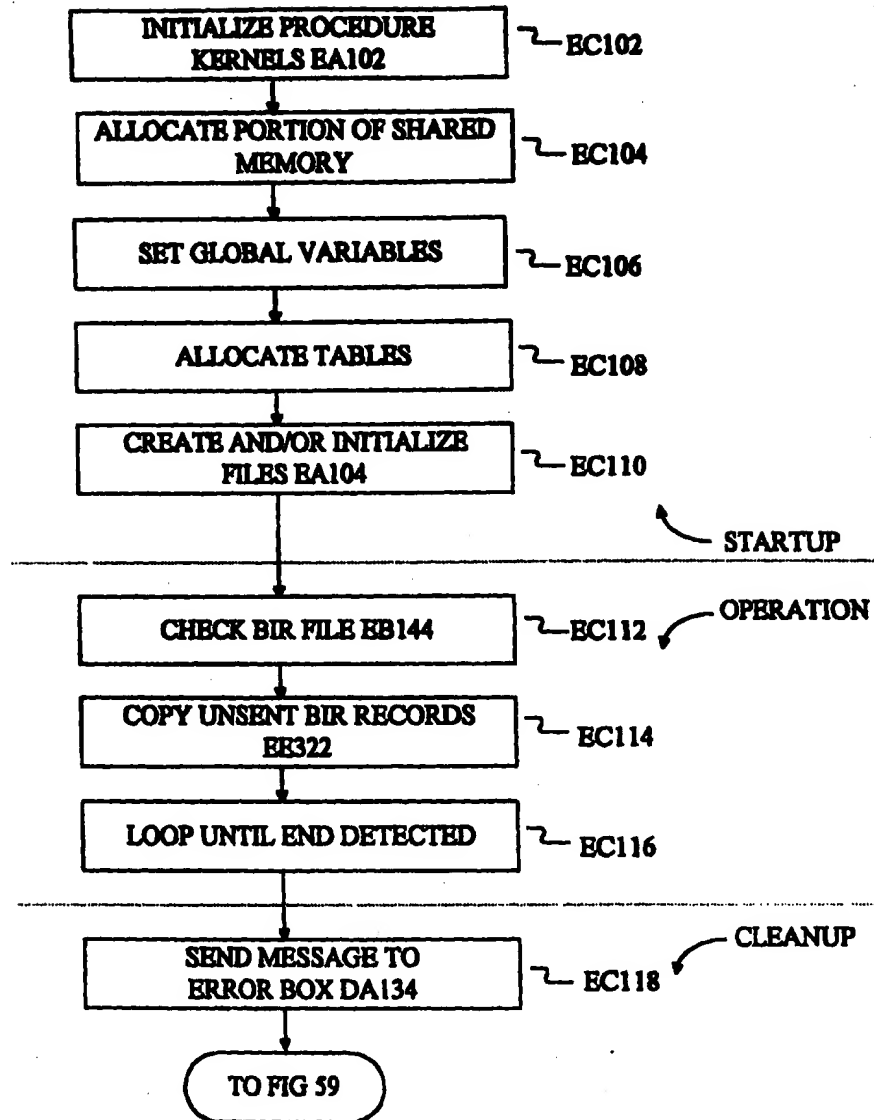 INITIALIZE PROCEDURE
KERNELS EA102
EC102
ALLOCATE PORTION OF SHARED
MEMORY
EC104
SET GLOBAL VARIABLES
EC106
ALLOCATE TABLES
EC108
CREATE AND/OR INITIALIZE
FILES EA104
EC110
STARTUP
OPERATION
CHECK BIR FILE EB144
EC112
COPY UNSENT BIR RECORDS
EE322
EC114
LOOP UNTIL END DETECTED
EC116
CLEANUP
SEND MESSAGE TO
ERROR BOX DA134
EC118
TO FIG 59